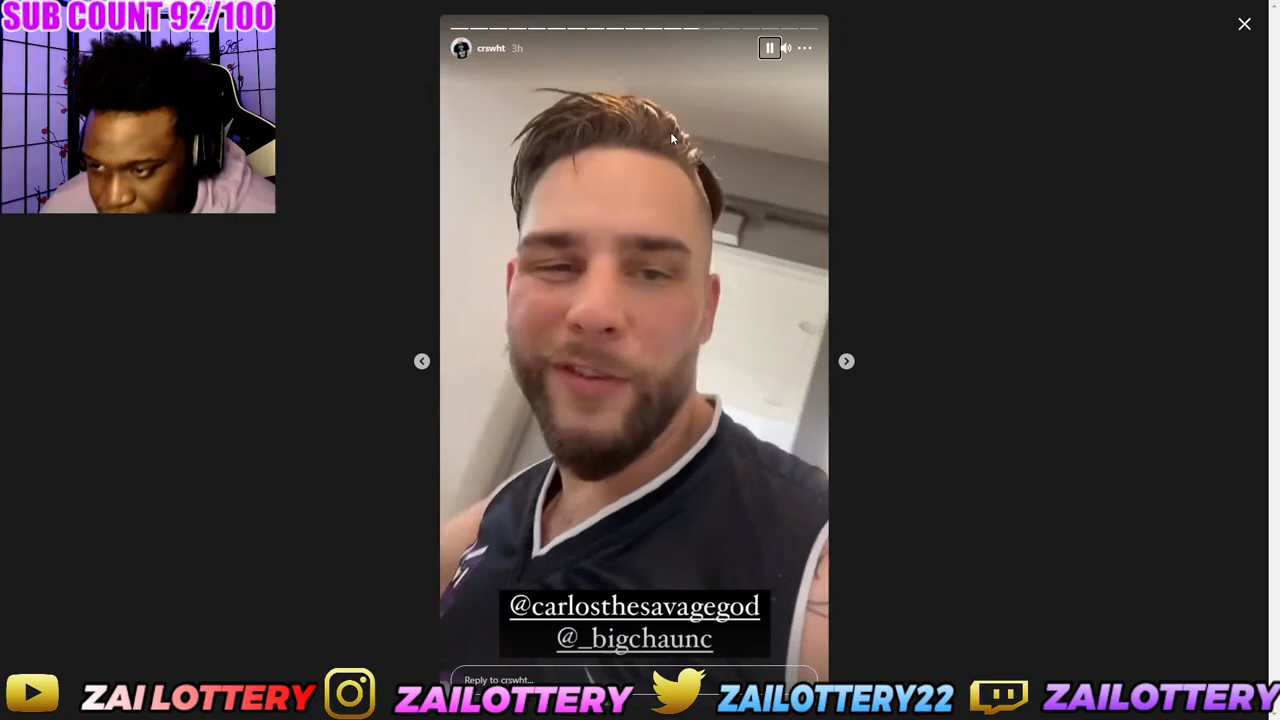 SUB COUNT 92/100
crswht 3h
@carlosthesavagegod
@_bigchaunc
Reply to crswht...
ZAI LOTTERY
ZAILOTTERY
ZAILOTTERY22
ZAILOTTERY